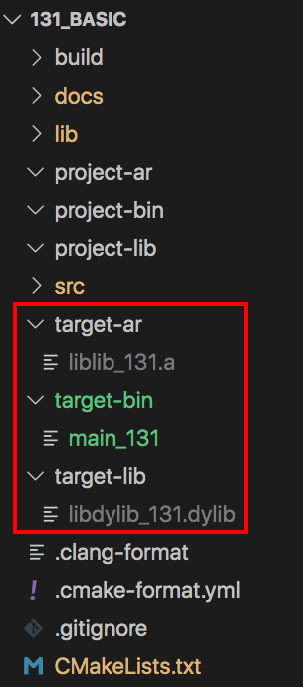 131_BASIC
build
docs
lib
project-ar
project-bin
project-lib
src
target-ar
liblib_131.a
target-bin
main_131
target-lib
libdylib_131.dylib
.clang-format
.cmake-format.yml
.gitignore
CMakeLists.txt